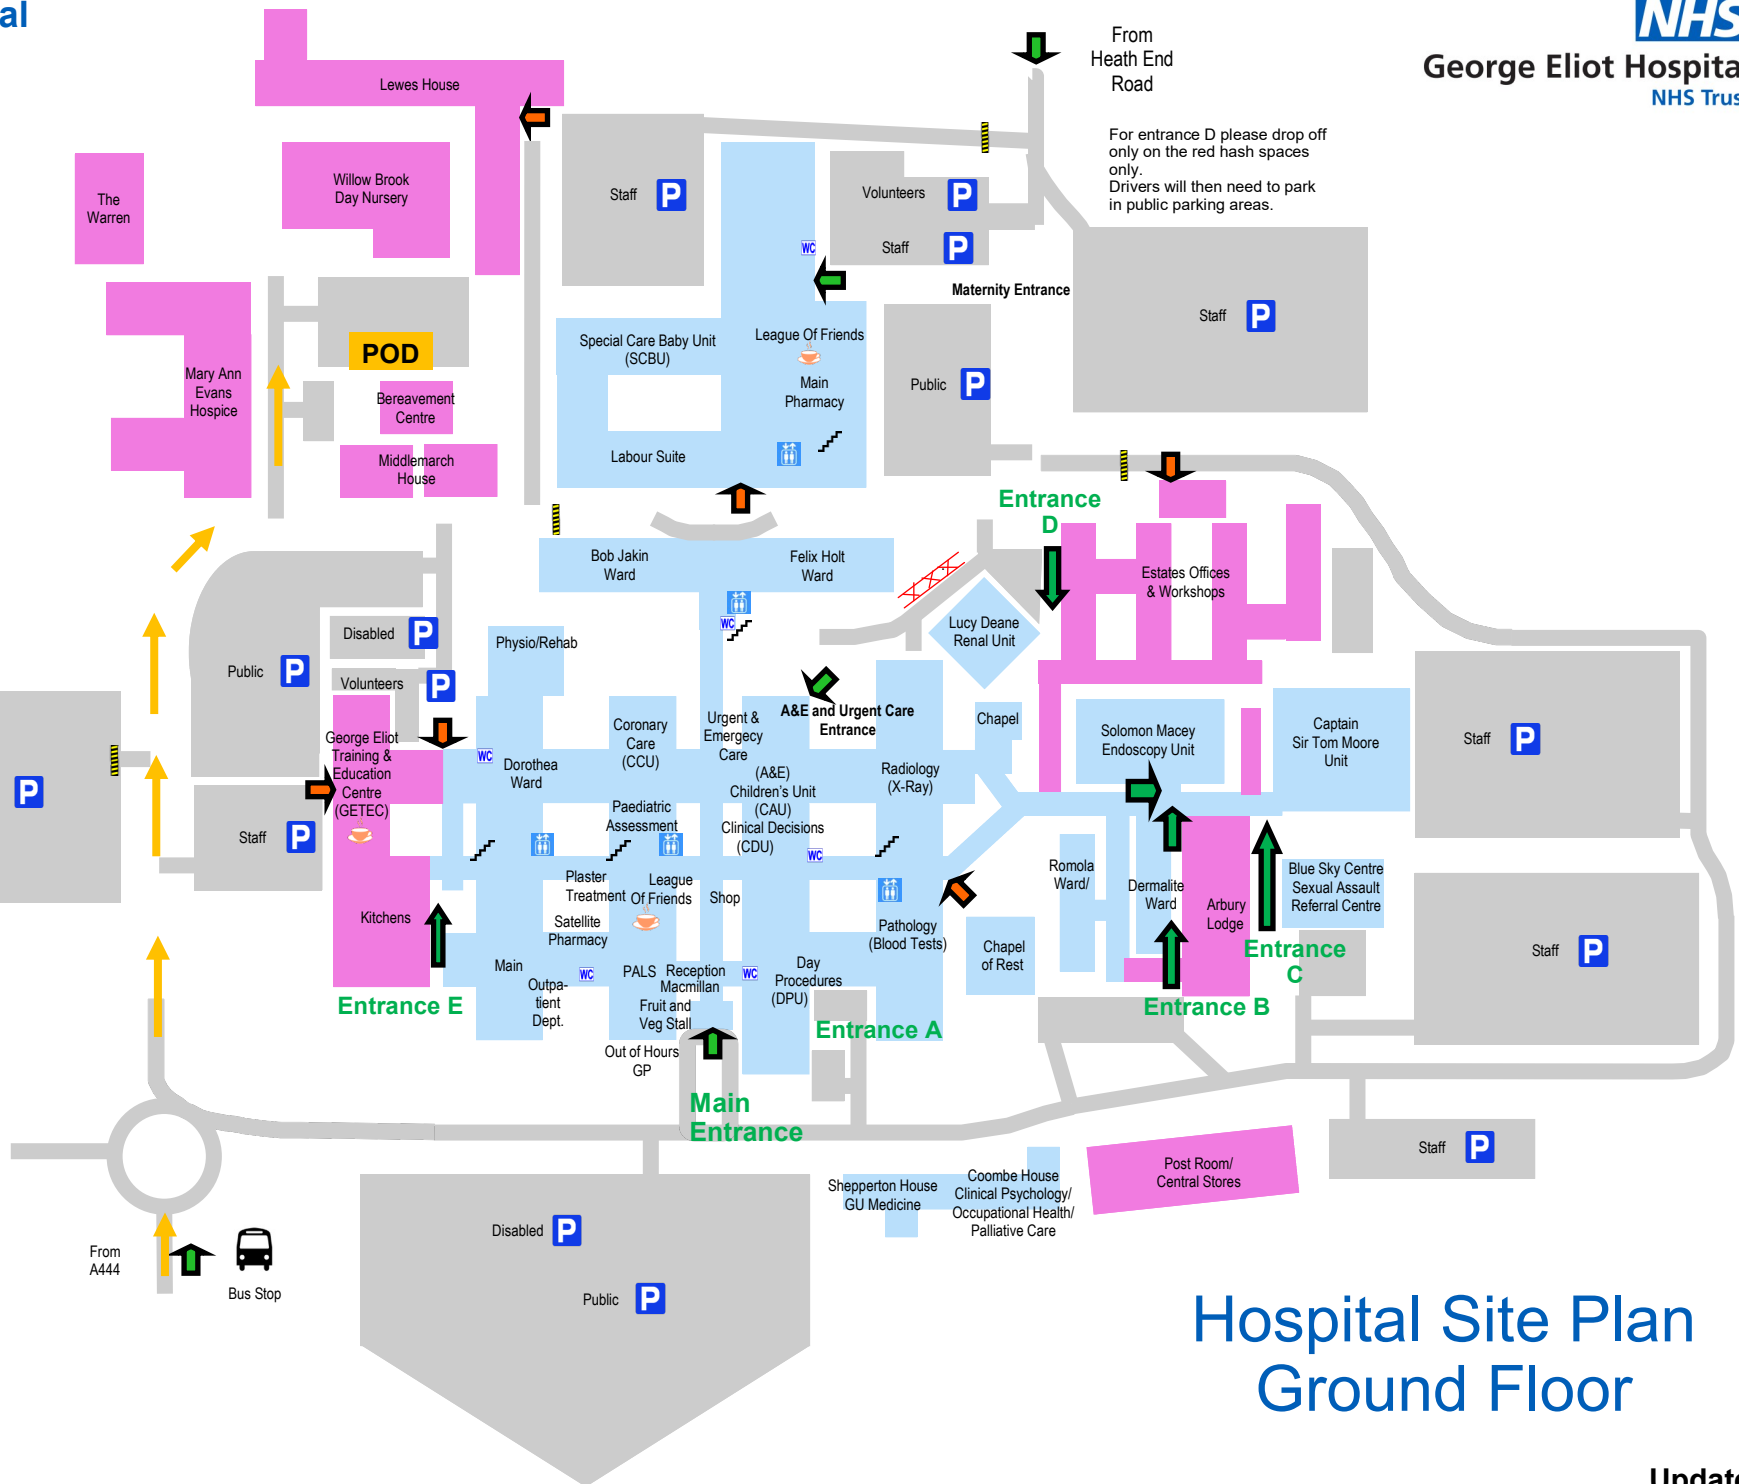 al
NHS
George Eliot Hospita
NHS Trus
From
Heath End
Road
For entrance D please drop off
only on the red hash spaces
only.
Drivers will then need to park
in public parking areas.
Lewes House
The
Warren
Willow Brook
Day Nursery
Staff
P
Volunteers
P
Staff
P
WC
Maternity Entrance
Staff
P
POD
Mary Ann
Evans
Hospice
Bereavement
Centre
Middlemarch
House
Special Care Baby Unit
(SCBU)
League Of Friends
Main
Pharmacy
Labour Suite
Public
P
Entrance
D
Bob Jakin
Ward
Felix Holt
Ward
WC
Estates Offices
& Workshops
Lucy Deane
Renal Unit
Disabled
P
Public
P
Volunteers
P
Physio/Rehab
P
George Eliot
Training &
Education
Centre
(GETEC)
Staff
P
WC
Dorothea
Ward
Coronary
Care
(CCU)
Urgent &
Emergecy
Care
(A&E)
Children's Unit
(CAU)
Clinical Decisions
(CDU)
WC
A&E and Urgent Care
Entrance
Paediatric
Assessment
Radiology
(X-Ray)
Chapel
Solomon Macey
Endoscopy Unit
Captain
Sir Tom Moore
Unit
Staff
P
Kitchens
Plaster
Treatment
League
Of Friends
Shop
Satellite
Pharmacy
Pathology
(Blood Tests)
Romola
Ward/
Dermalite
Ward
Arbury
Lodge
Blue Sky Centre
Sexual Assault
Referral Centre
Entrance
C
Staff
P
Chapel
of Rest
Main
Outpa-
tient
Dept.
WC
PALS
Reception
Macmillan
Fruit and
Veg Stall
WC
Day
Procedures
(DPU)
Entrance E
Entrance A
Entrance B
Out of Hours
GP
Main
Entrance
Staff
P
Shepperton House
GU Medicine
Coombe House
Clinical Psychology/
Occupational Health/
Palliative Care
Post Room/
Central Stores
From
A444
Bus Stop
Disabled
P
Public
P
Hospital Site Plan
Ground Floor
Update